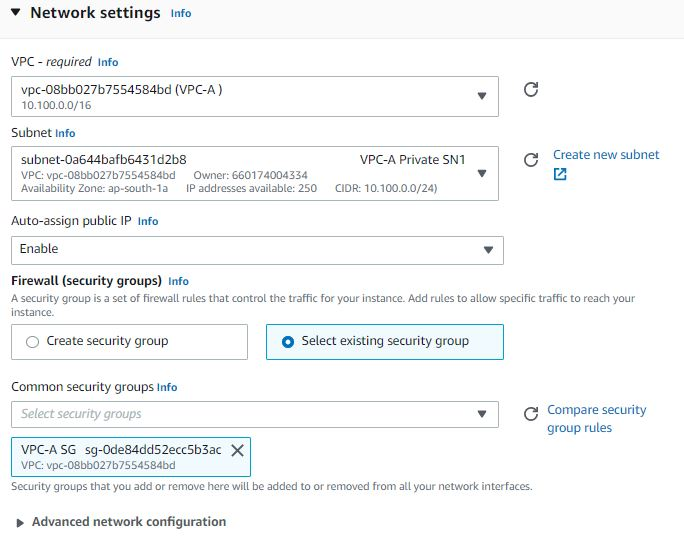 Network settings Info
VPC - required Info
vpc-08bb027b7554584bd (VPC-A )
10.100.0.0/16
Subnet Info
subnet-0a644bafb6431d2b8 VPC-A Private SN1
VPC: vpc-08bb027b7554584bd Owner: 660174004334
Availability Zone: ap-south-1a IP addresses available: 250 CIDR: 10.100.0.0/24)
Create new subnet
Auto-assign public IP Info
Enable
Firewall (security groups) Info
A security group is a set of firewall rules that control the traffic for your instance. Add rules to allow specific traffic to reach your
instance.
Create security group
Select existing security group
Common security groups Info
Select security groups
Compare security
group rules
VPC-A SG sg-0de84dd52ecc5b3ac
VPC: vpc-08bb027b7554584bd
Security groups that you add or remove here will be added to or removed from all your network interfaces.
Advanced network configuration